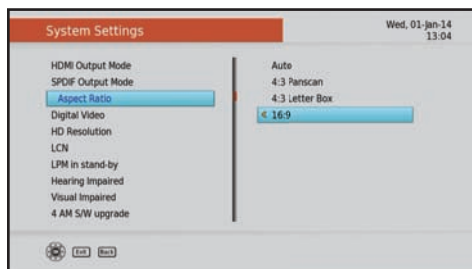 System Settings
Wed, 01-Jan-14
13:04
HDMI Output Mode
SPDIF Output Mode
Aspect Ratio
Digital Video
HD Resolution
LCN
LPM in stand-by
Hearing Impaired
Visual Impaired
4 AM S/W upgrade
Auto
4:3 Panscan
4:3 Letter Box
16:9
Exit
Back